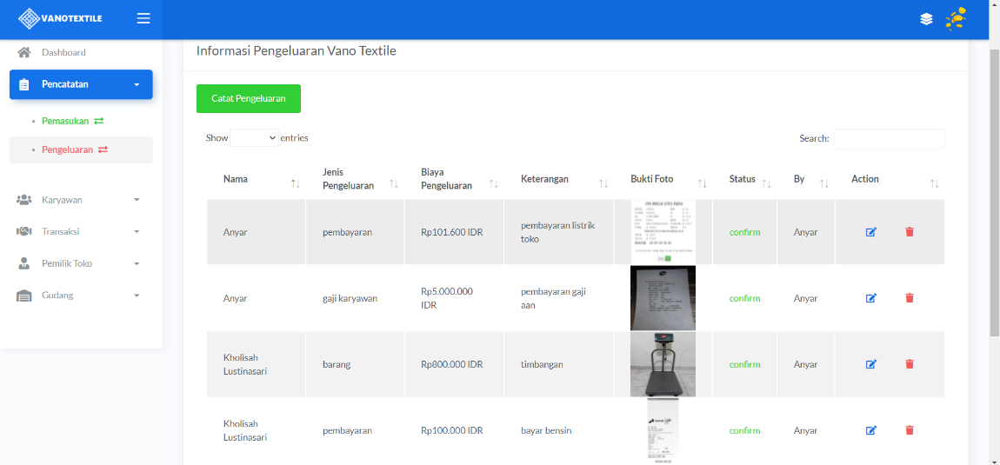 VANOTEXTILE
Dashboard
Pencatatan
Pemasukan
Pengeluaran
Karyawan
Transaksi
Pemilik Toko
Gudang
Informasi Pengeluaran Vano Textile
Catat Pengeluaran
Show entries
Search:
Nama Jenis Pengeluaran Biaya Pengeluaran Keterangan Bukti Foto Status By Action
Anyar pembayaran Rp101.600 IDR pembayaran listrik toko confirm Anyar
Anyar gaji karyawan Rp5.000.000 IDR pembayaran gaji aan confirm Anyar
Kholisah Lustinasari barang Rp800.000 IDR timbangan confirm Anyar
Kholisah Lustinasari pembayaran Rp100.000 IDR bayar bensin confirm Anyar